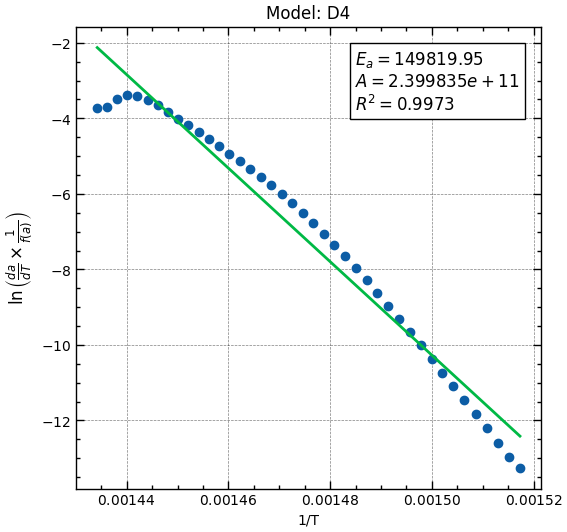 Model: D4
E_a = 149819.95
A = 2.399835e + 11
R^2 = 0.9973
ln (da/dT × 1/f(a))
−2
−4
−6
−8
−10
−12
0.00144 0.00146 0.00148 0.00150 0.00152
1/T